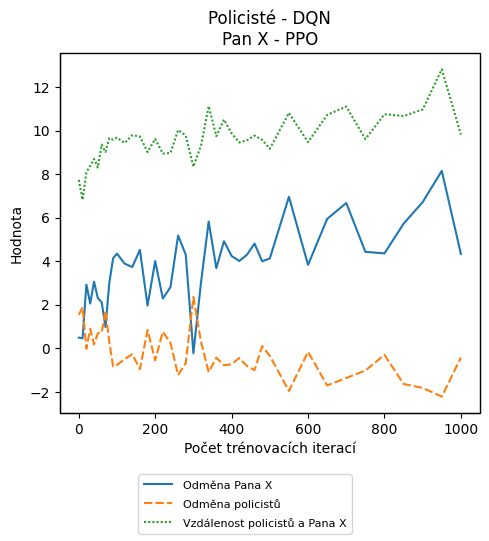 Policisté - DQN
Pan X - PPO
Hodnota
12
10
8
6
4
2
0
−2
0 200 400 600 800 1000
Počet trénovacích iterací
Odměna Pana X
Odměna policistů
Vzdálenost policistů a Pana X